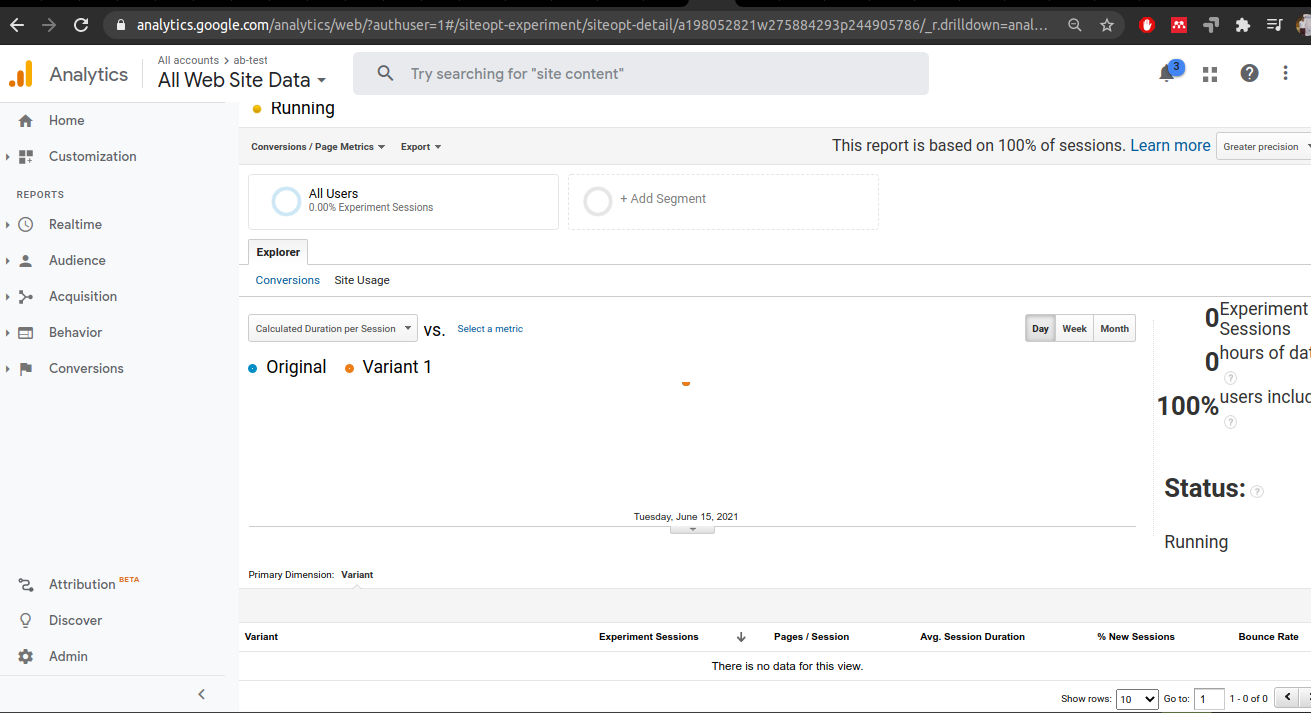 analytics.google.com/analytics/web/?authuser=1#/siteopt-experiment/siteopt-detail/a198052821w275884293p244905786/_r.drilldown=anal...
Analytics
All accounts > ab-test
All Web Site Data
Try searching for "site content"
3
Home
Customization
REPORTS
Realtime
Audience
Acquisition
Behavior
Conversions
Attribution BETA
Discover
Admin
Running
Conversions / Page Metrics
Export
This report is based on 100% of sessions. Learn more
Greater precision
All Users
0.00% Experiment Sessions
+ Add Segment
Explorer
Conversions Site Usage
Calculated Duration per Session VS. Select a metric
Day Week Month
Original Variant 1
Tuesday, June 15, 2021
0 Experiment
Sessions
0 hours of dat
?
100% users includ
?
Status: ?
Running
Primary Dimension: Variant
Variant Experiment Sessions Pages / Session Avg. Session Duration % New Sessions Bounce Rate
There is no data for this view.
Show rows: 10 Go to: 1 1 - 0 of 0